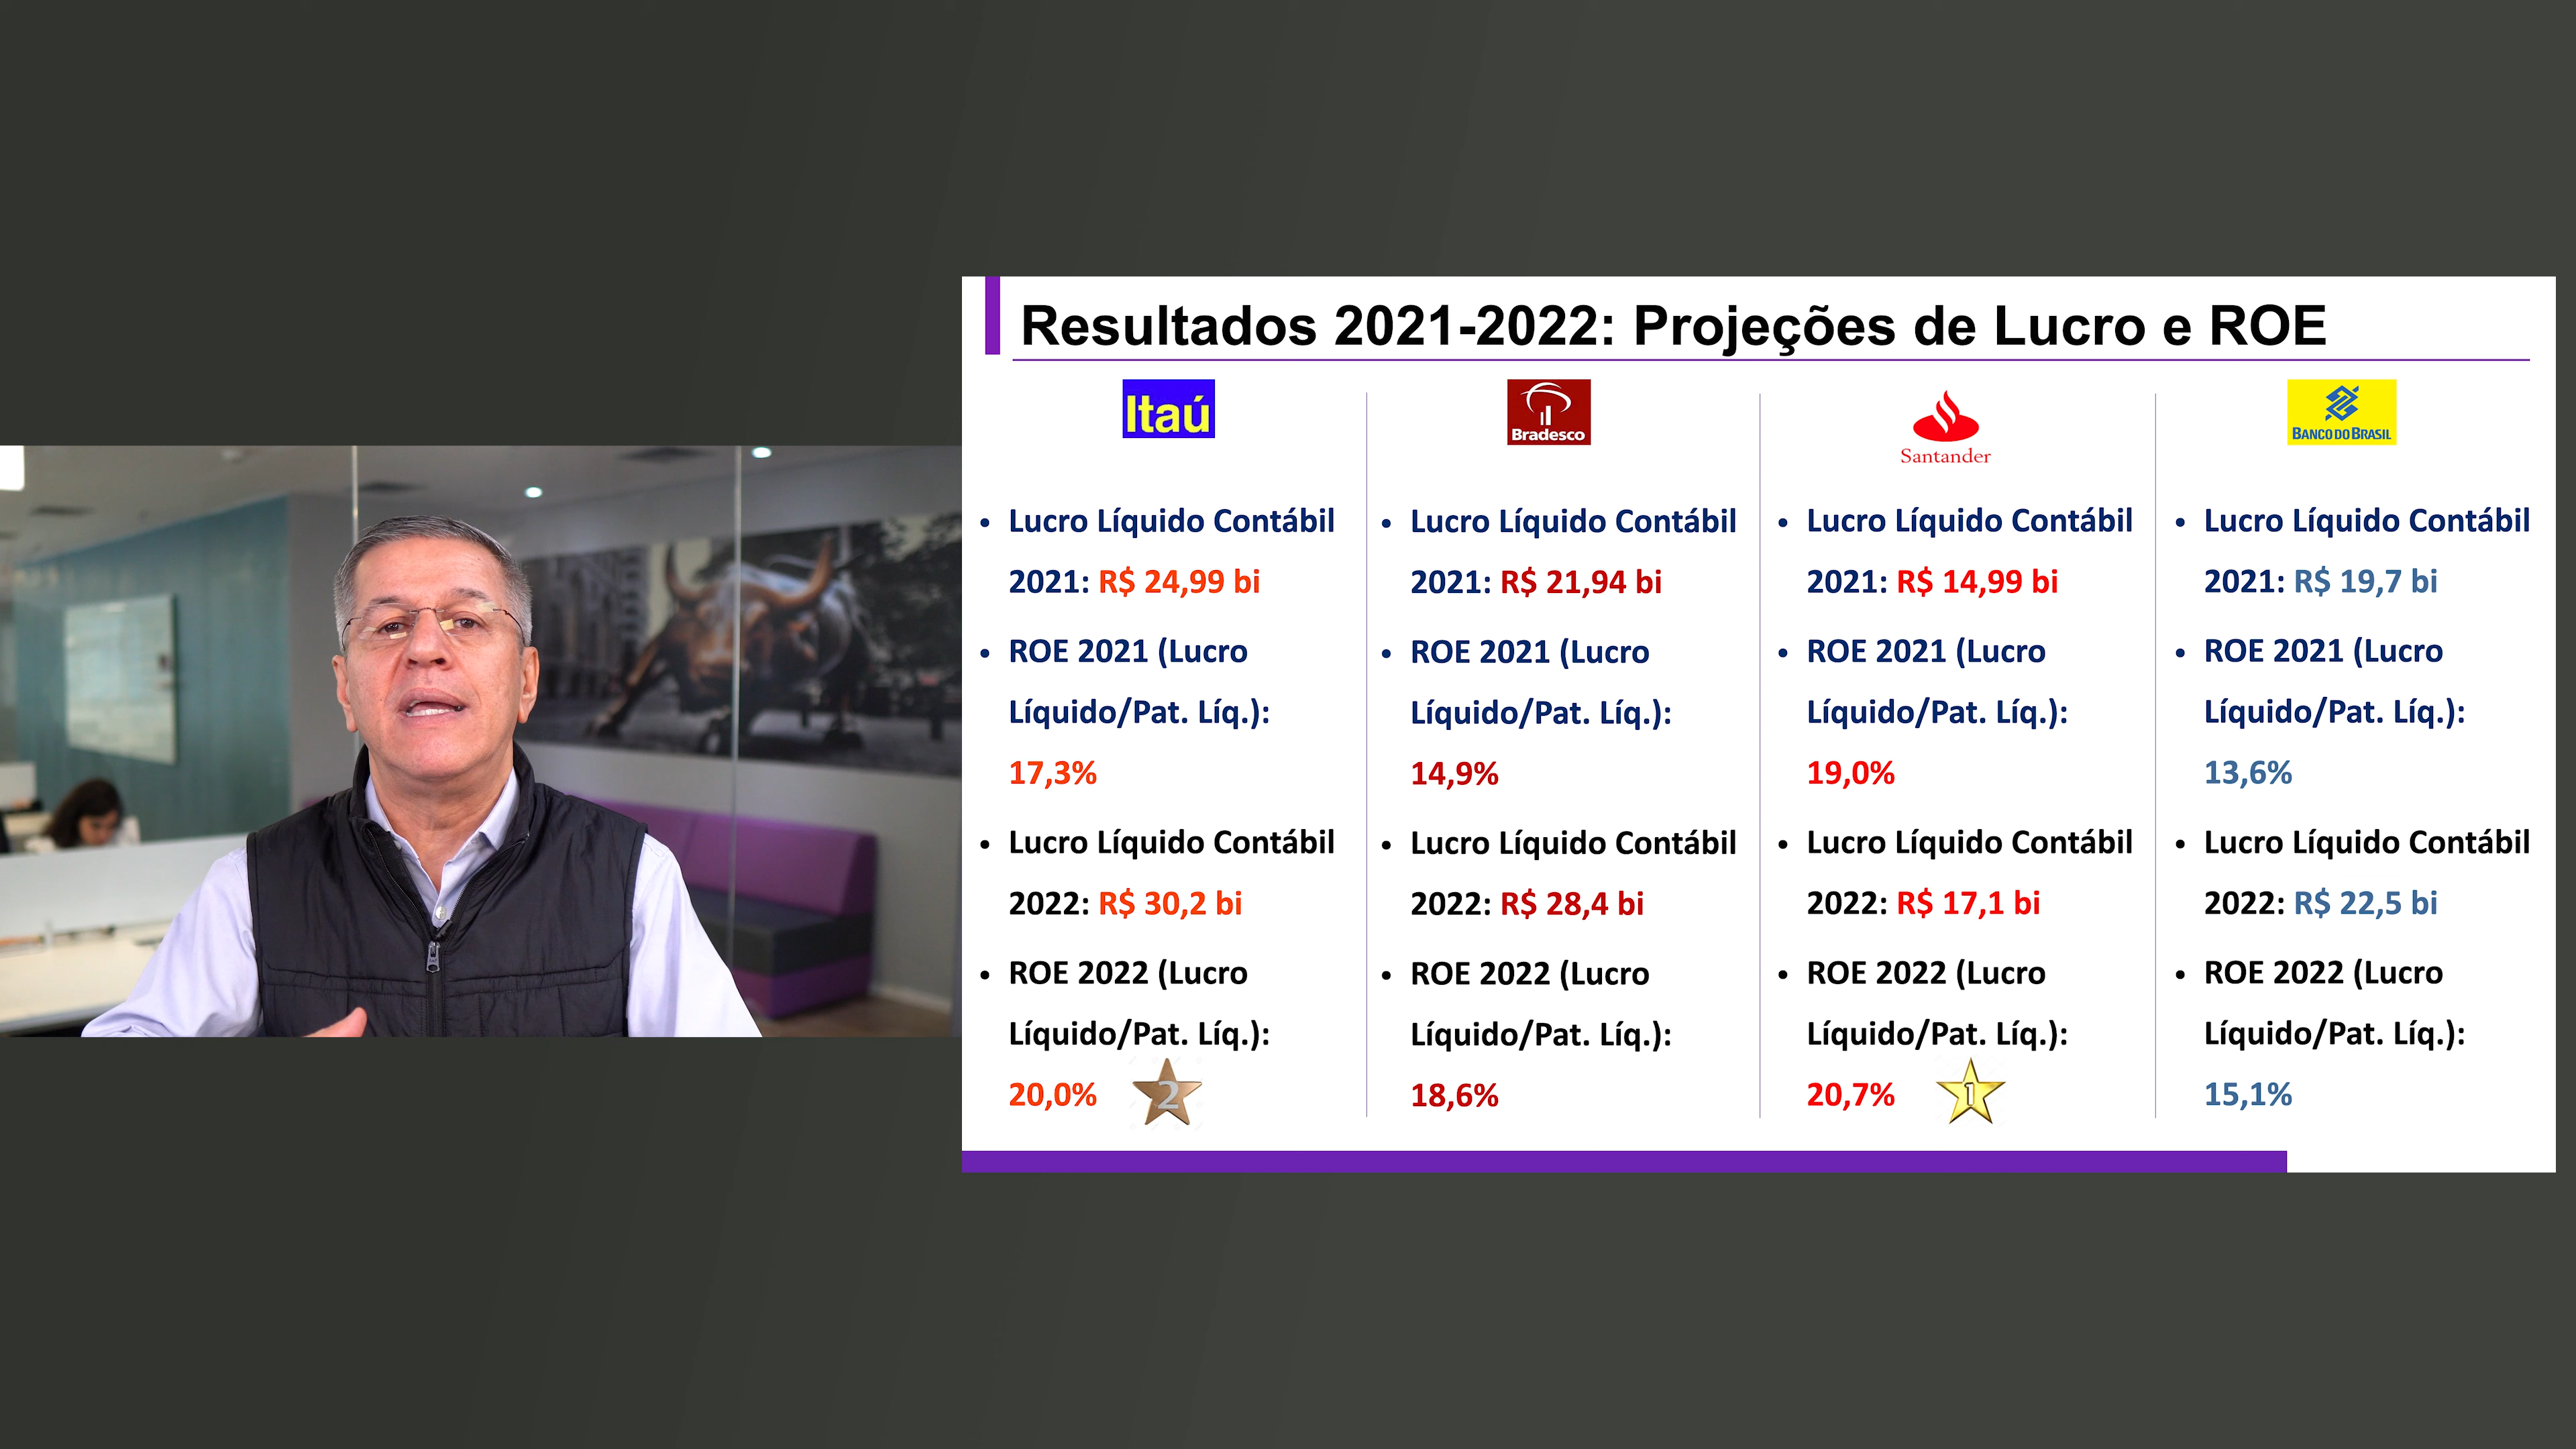 Resultados 2021-2022: Projeções de Lucro e ROE
Itaú
• Lucro Líquido Contábil
2021: R$ 24,99 bi
• ROE 2021 (Lucro
Líquido/Pat. Líq.):
17,3%
• Lucro Líquido Contábil
2022: R$ 30,2 bi
• ROE 2022 (Lucro
Líquido/Pat. Líq.):
20,0% 2
Bradesco
• Lucro Líquido Contábil
2021: R$ 21,94 bi
• ROE 2021 (Lucro
Líquido/Pat. Líq.):
14,9%
• Lucro Líquido Contábil
2022: R$ 28,4 bi
• ROE 2022 (Lucro
Líquido/Pat. Líq.):
18,6%
Santander
• Lucro Líquido Contábil
2021: R$ 14,99 bi
• ROE 2021 (Lucro
Líquido/Pat. Líq.):
19,0%
• Lucro Líquido Contábil
2022: R$ 17,1 bi
• ROE 2022 (Lucro
Líquido/Pat. Líq.):
20,7% 1
BANCO DO BRASIL
• Lucro Líquido Contábil
2021: R$ 19,7 bi
• ROE 2021 (Lucro
Líquido/Pat. Líq.):
13,6%
• Lucro Líquido Contábil
2022: R$ 22,5 bi
• ROE 2022 (Lucro
Líquido/Pat. Líq.):
15,1%